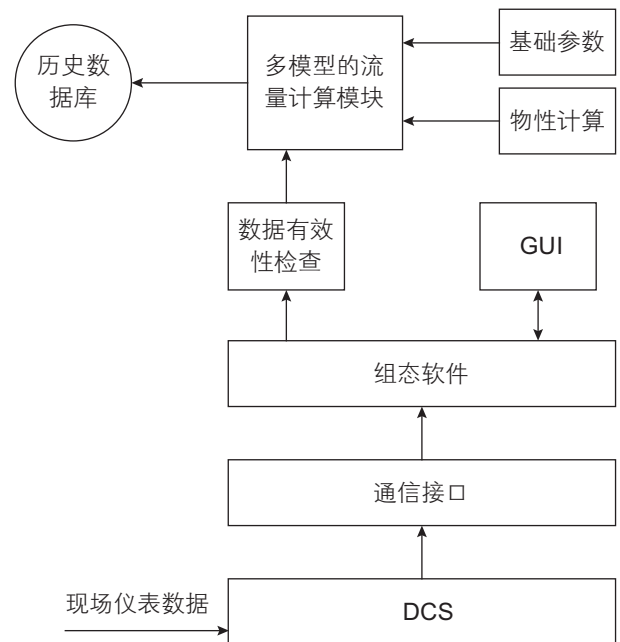 历史数
据库
多模型的流
量计算模块
基础参数
物性计算
数据有效
性检查
GUI
组态软件
通信接口
现场仪表数据
DCS